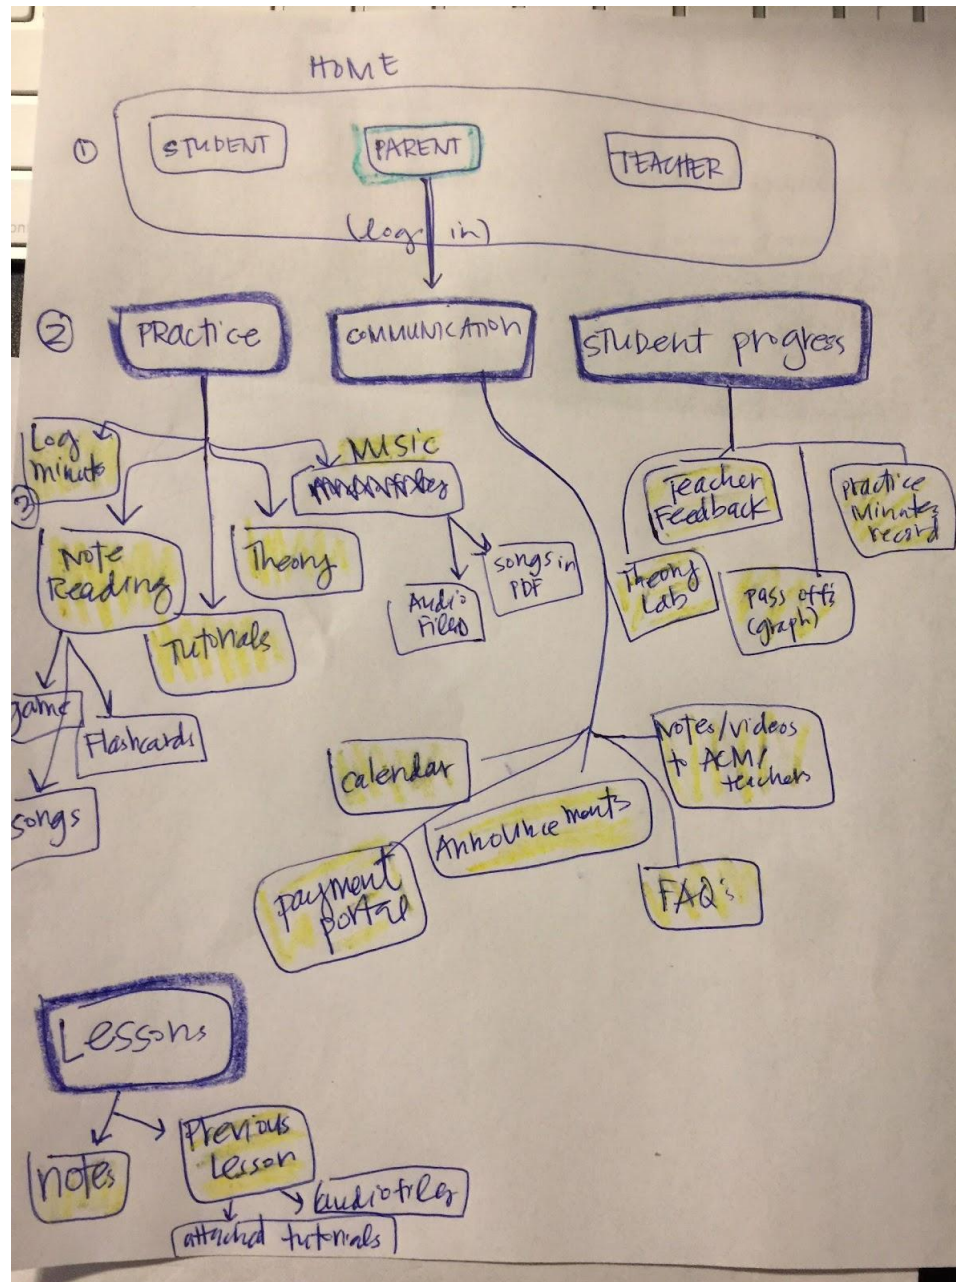 HOME
①
STUDENT
PARENT
TEACHER
(log in)
②
Practice
COMMUNICATION
Student progress
Log
minutes
MUSIC
③
Note
Reading
Theory
Tutorials
Audio
Files
songs in
PDF
Teacher
Feedback
Practice
Minutes
record
Theory
Lab
pass offs
(graph)
game
Flashcards
songs
calendar
Announcements
payment
portal
Notes/videos
to ACM/
teachers
FAQ's
Lessons
notes
Previous
Lesson
audio files
attached tutorials